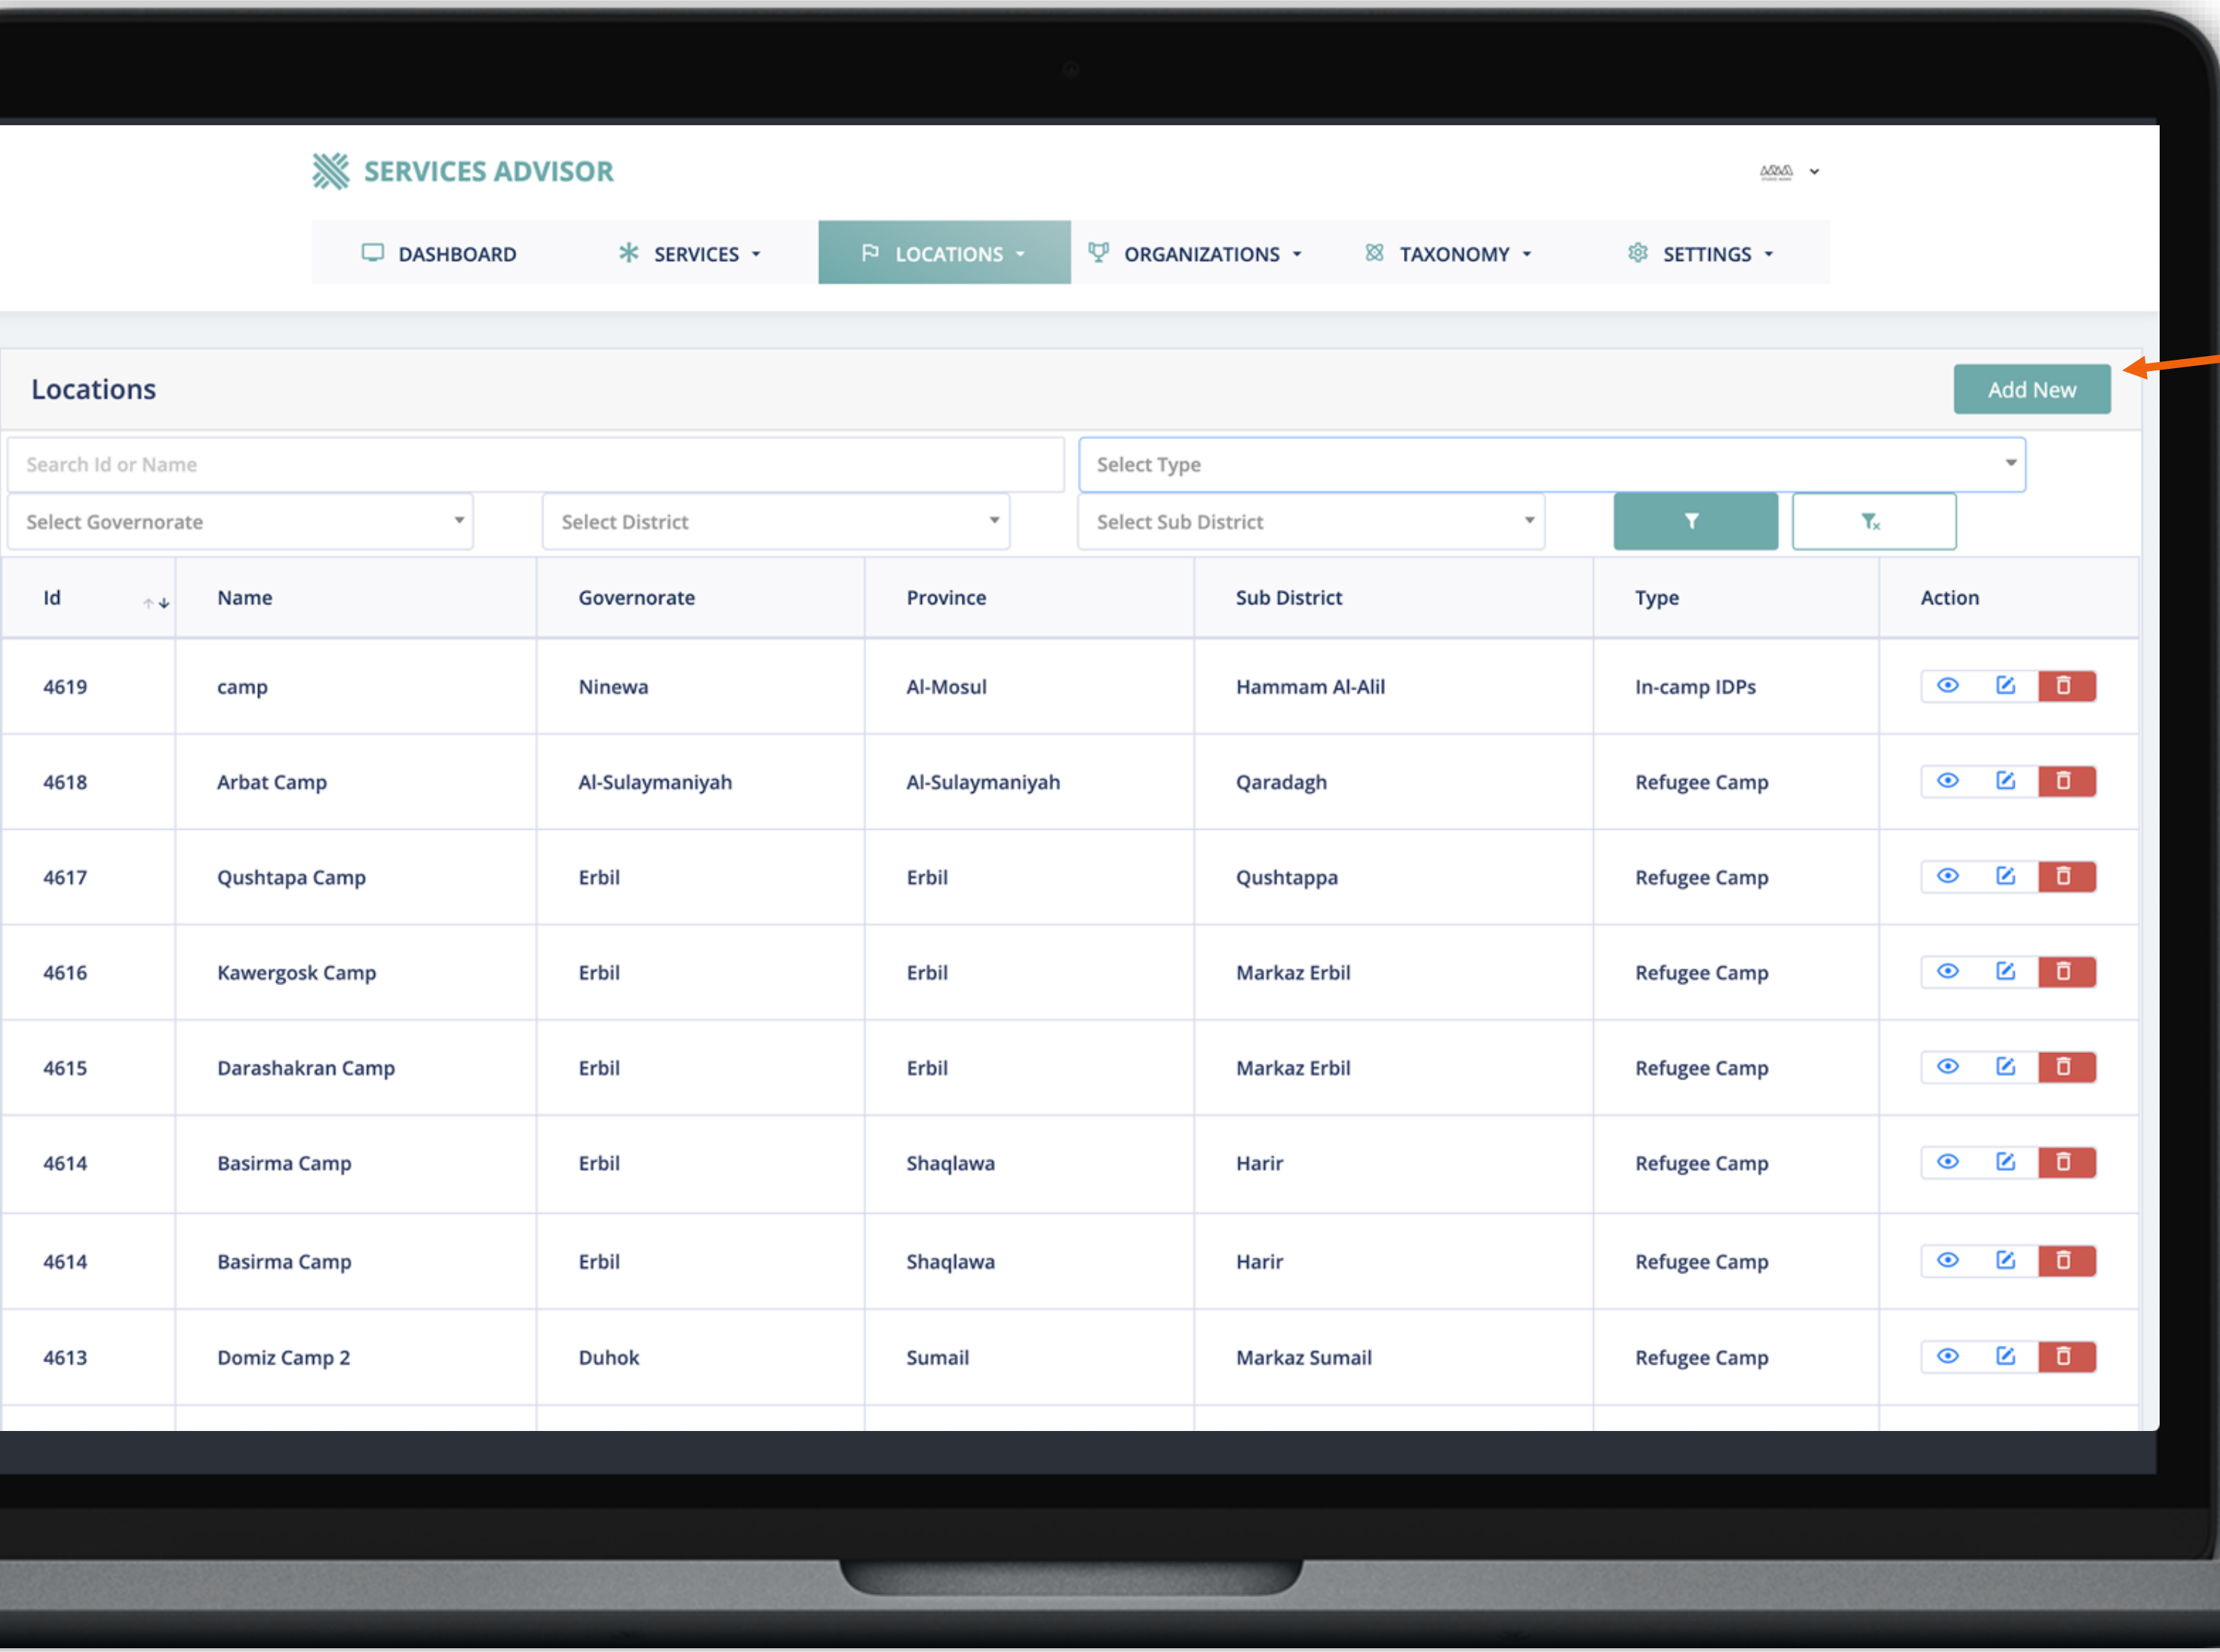 SERVICES ADVISOR
DASHBOARD SERVICES LOCATIONS ORGANIZATIONS TAXONOMY SETTINGS
Locations Add New
Search Id or Name Select Type
Select Governorate Select District Select Sub District
Id Name Governorate Province Sub District Type Action
4619 camp Ninewa Al-Mosul Hammam Al-Alil In-camp IDPs
4618 Arbat Camp Al-Sulaymaniyah Al-Sulaymaniyah Qaradagh Refugee Camp
4617 Qushtapa Camp Erbil Erbil Qushtappa Refugee Camp
4616 Kawergosk Camp Erbil Erbil Markaz Erbil Refugee Camp
4615 Darashakran Camp Erbil Erbil Markaz Erbil Refugee Camp
4614 Basirma Camp Erbil Shaqlawa Harir Refugee Camp
4614 Basirma Camp Erbil Shaqlawa Harir Refugee Camp
4613 Domiz Camp 2 Duhok Sumail Markaz Sumail Refugee Camp